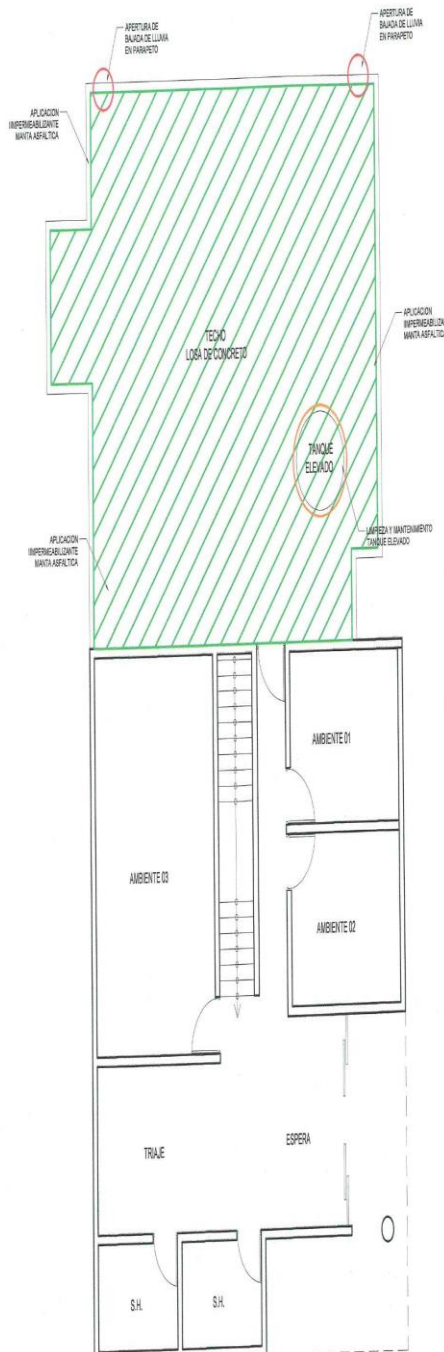 APERTURA DE
BAJADA DE LLUVIA
EN PARAPETO
APERTURA DE
BAJADA DE LLUVIA
EN PARAPETO
APLICACION
IMPERMEABILIZANTE
MANTA ASFALTICA
APLICACION
IMPERMEABILIZA
MANTA ASFALTICA
TECHO
LOSA DE CONCRETO
TANQUE
ELEVADO
LIMPIEZA Y MANTENIMIENTO
TANQUE ELEVADO
APLICACION
IMPERMEABILIZANTE
MANTA ASFALTICA
AMBIENTE 01
AMBIENTE 03
AMBIENTE 02
TRIAJE
ESPERA
S.H.
S.H.